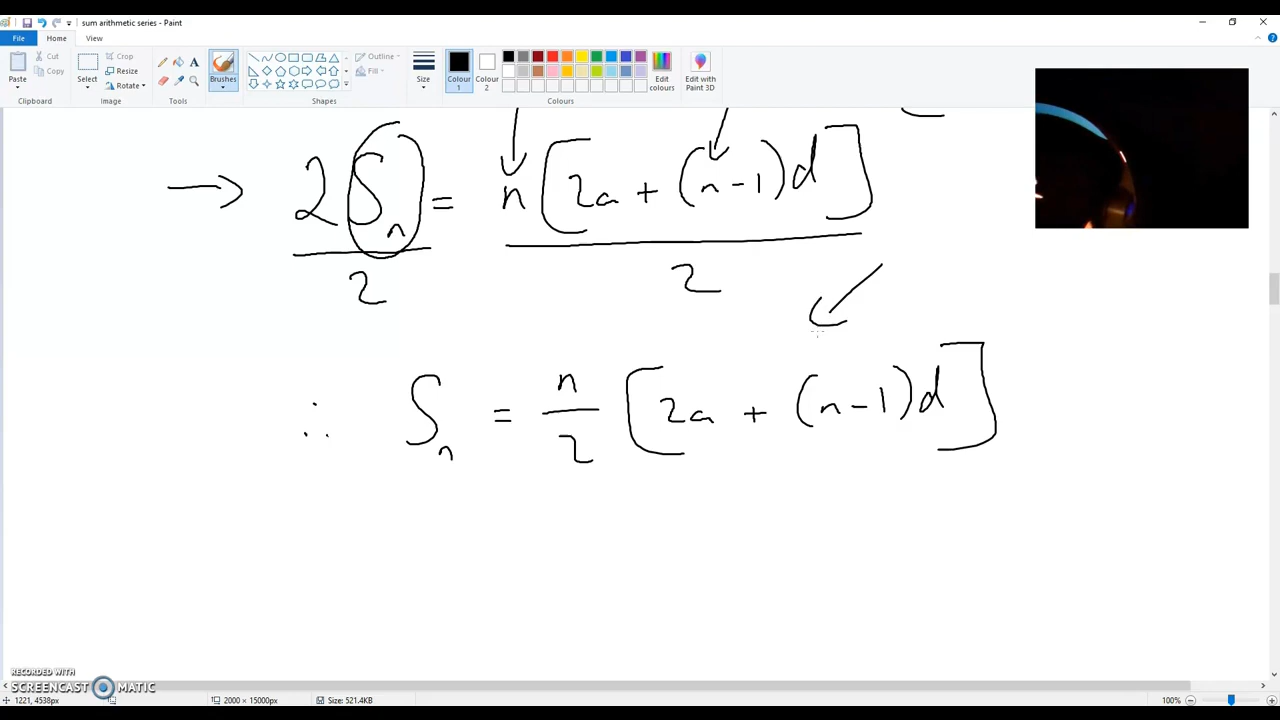 sum arithmetic series - Paint
File Home View
Paste
Cut
Copy
Clipboard
Select
Crop
Resize
Rotate
Image
Tools
Brushes
Shapes
Outline
Fill
Size
Colour 1
Colour 2
Edit colours
Edit with Paint 3D
Colours
→ 2Sₙ = n[2a + (n-1)d]
2 2
∴ Sₙ = n/2 [2a + (n-1)d]
RECORDED WITH
SCREENCAST MATIC
1221, 4538px 2000 × 15000px Size: 521.4KB 100%